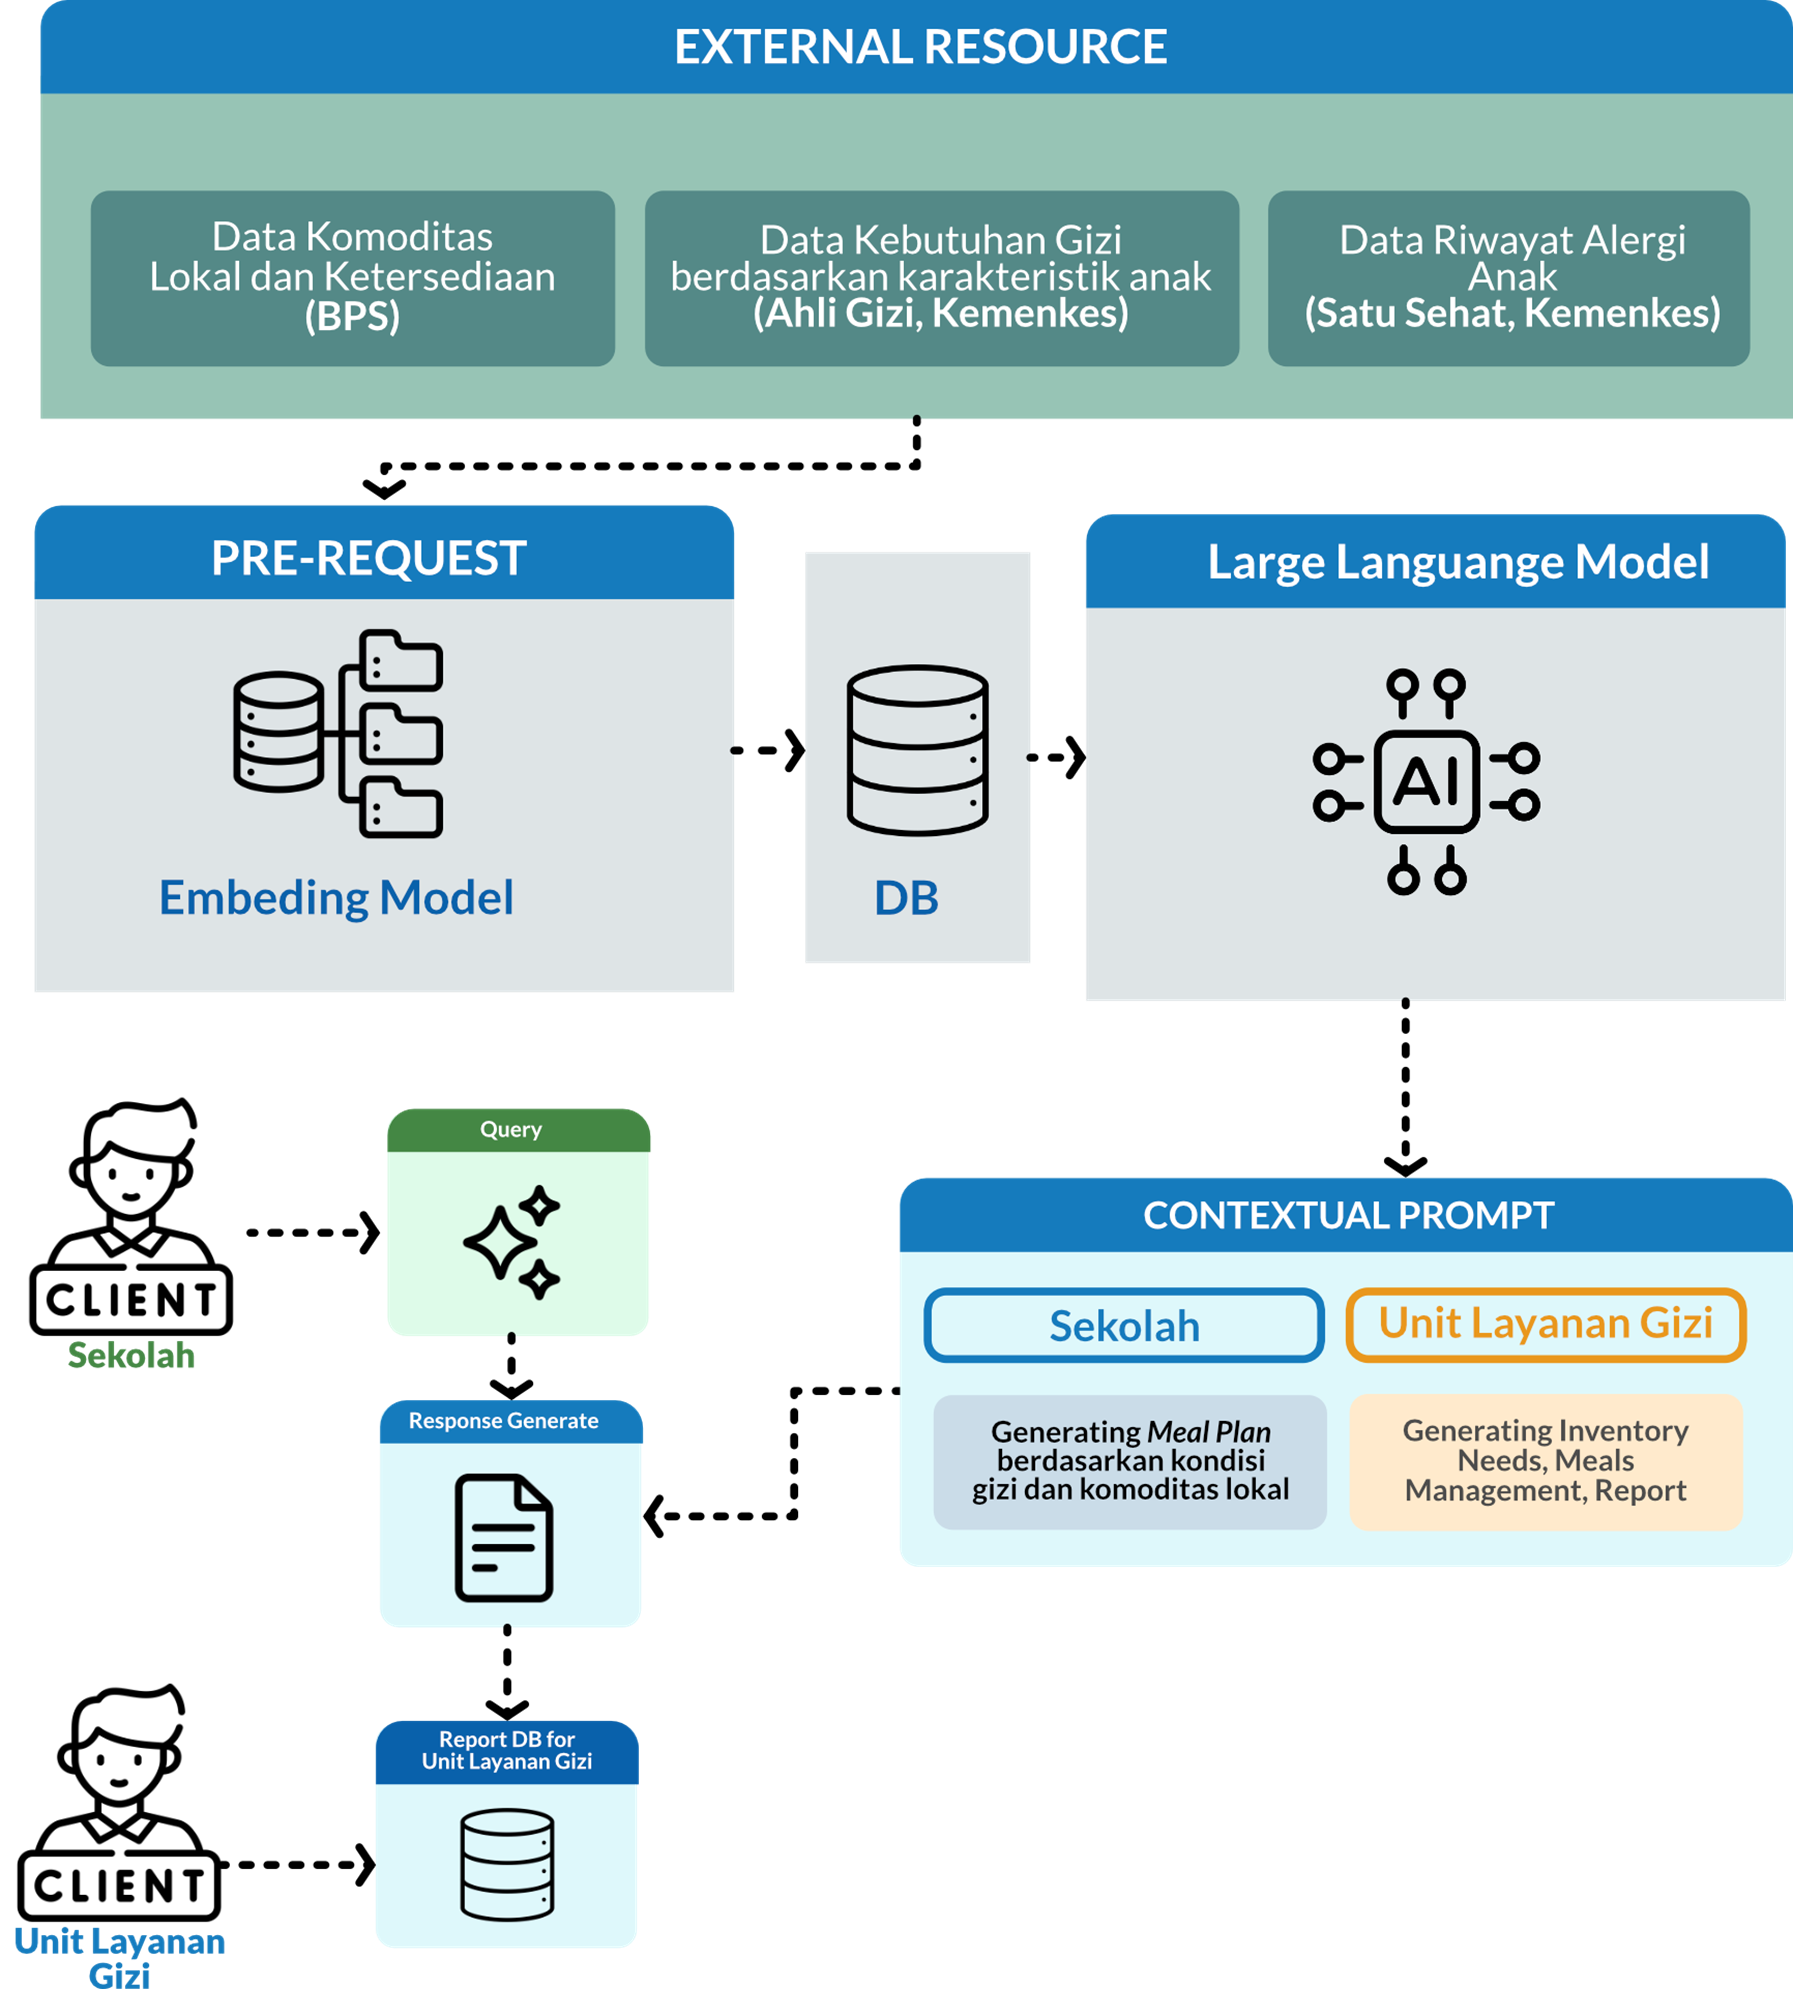 EXTERNAL RESOURCE
Data Komoditas
Lokal dan Ketersediaan
(BPS)
Data Kebutuhan Gizi
berdasarkan karakteristik anak
(Ahli Gizi, Kemenkes)
Data Riwayat Alergi
Anak
(Satu Sehat, Kemenkes)
PRE-REQUEST
Embeding Model
DB
Large Languange Model
AI
CLIENT
Sekolah
Query
CONTEXTUAL PROMPT
Sekolah
Generating Meal Plan
berdasarkan kondisi
gizi dan komoditas lokal
Unit Layanan Gizi
Generating Inventory
Needs, Meals
Management, Report
Response Generate
Report DB for
Unit Layanan Gizi
CLIENT
Unit Layanan
Gizi